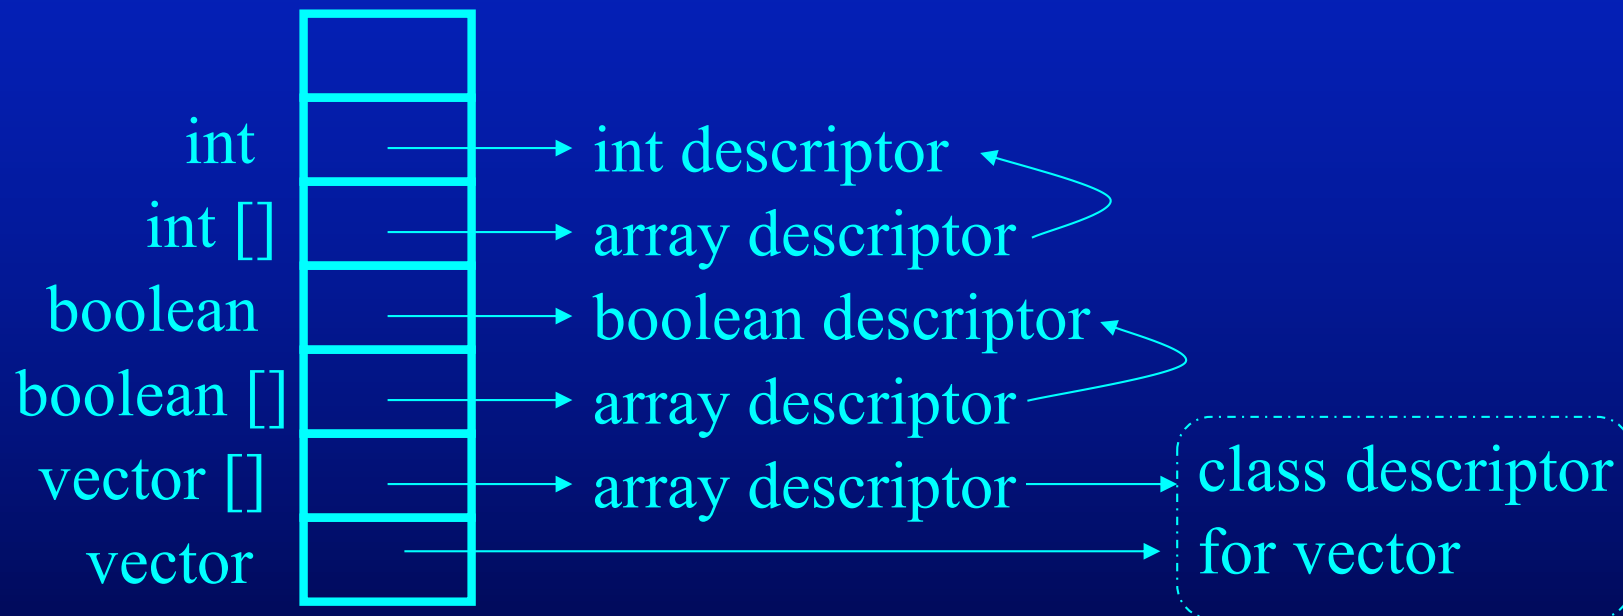 int
int descriptor
int []
array descriptor
boolean
boolean descriptor
boolean []
array descriptor
vector []
array descriptor
class descriptor
for vector
vector